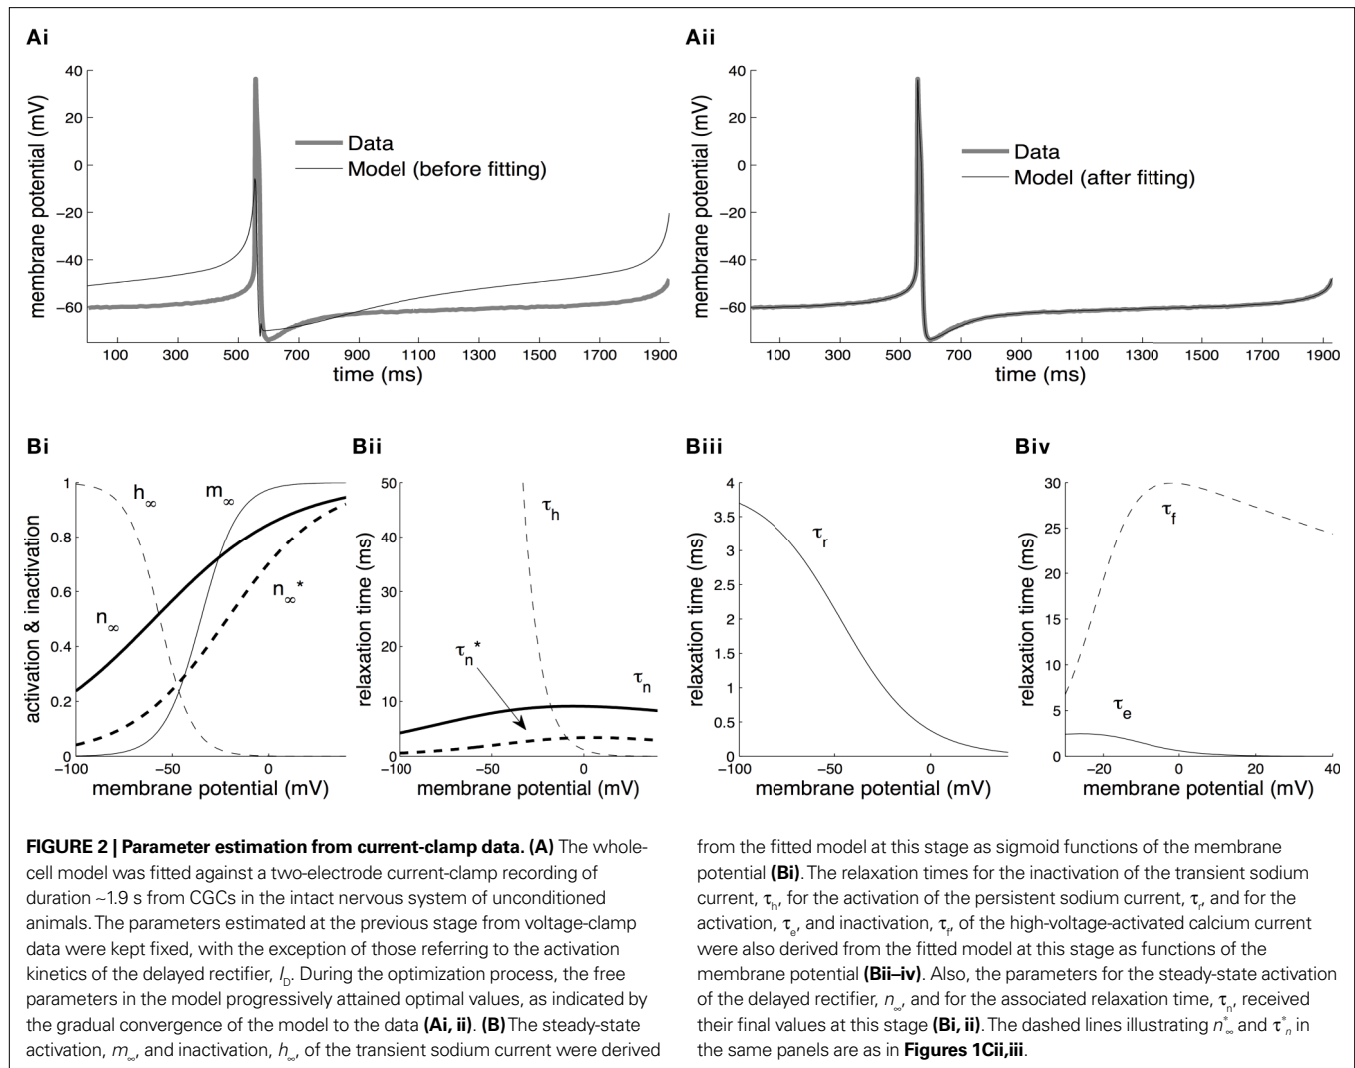 Ai
Aii
40
20
0
−20
−40
−60
membrane potential (mV)
Data
Model (before fitting)
100 300 500 700 900 1100 1300 1500 1700 1900
time (ms)
40
20
0
−20
−40
−60
membrane potential (mV)
Data
Model (after fitting)
100 300 500 700 900 1100 1300 1500 1700 1900
time (ms)
Bi
Bii
Biii
Biv
1
0.8
0.6
0.4
0.2
0
activation & inactivation
h∞
m∞
n∞
n∞*
−100 −50 0
membrane potential (mV)
50
40
30
20
10
0
relaxation time (ms)
τh
τn*
τn
−100 −50 0
membrane potential (mV)
4
3.5
3
2.5
2
1.5
1
0.5
0
relaxation time (ms)
τr
−100 −50 0
membrane potential (mV)
30
25
20
15
10
5
0
relaxation time (ms)
τf
τe
−20 0 20 40
membrane potential (mV)
FIGURE 2 | Parameter estimation from current-clamp data. (A) The whole-
cell model was fitted against a two-electrode current-clamp recording of
duration ~1.9 s from CGCs in the intact nervous system of unconditioned
animals. The parameters estimated at the previous stage from voltage-clamp
data were kept fixed, with the exception of those referring to the activation
kinetics of the delayed rectifier, ID. During the optimization process, the free
parameters in the model progressively attained optimal values, as indicated by
the gradual convergence of the model to the data (Ai, ii). (B) The steady-state
activation, m∞, and inactivation, h∞, of the transient sodium current were derived
from the fitted model at this stage as sigmoid functions of the membrane
potential (Bi). The relaxation times for the inactivation of the transient sodium
current, τh, for the activation of the persistent sodium current, τr, and for the
activation, τe, and inactivation, τf, of the high-voltage-activated calcium current
were also derived from the fitted model at this stage as functions of the
membrane potential (Bii–iv). Also, the parameters for the steady-state activation
of the delayed rectifier, n∞, and for the associated relaxation time, τn, received
their final values at this stage (Bi, ii). The dashed lines illustrating n*∞ and τ*n in
the same panels are as in Figures 1Cii,iii.